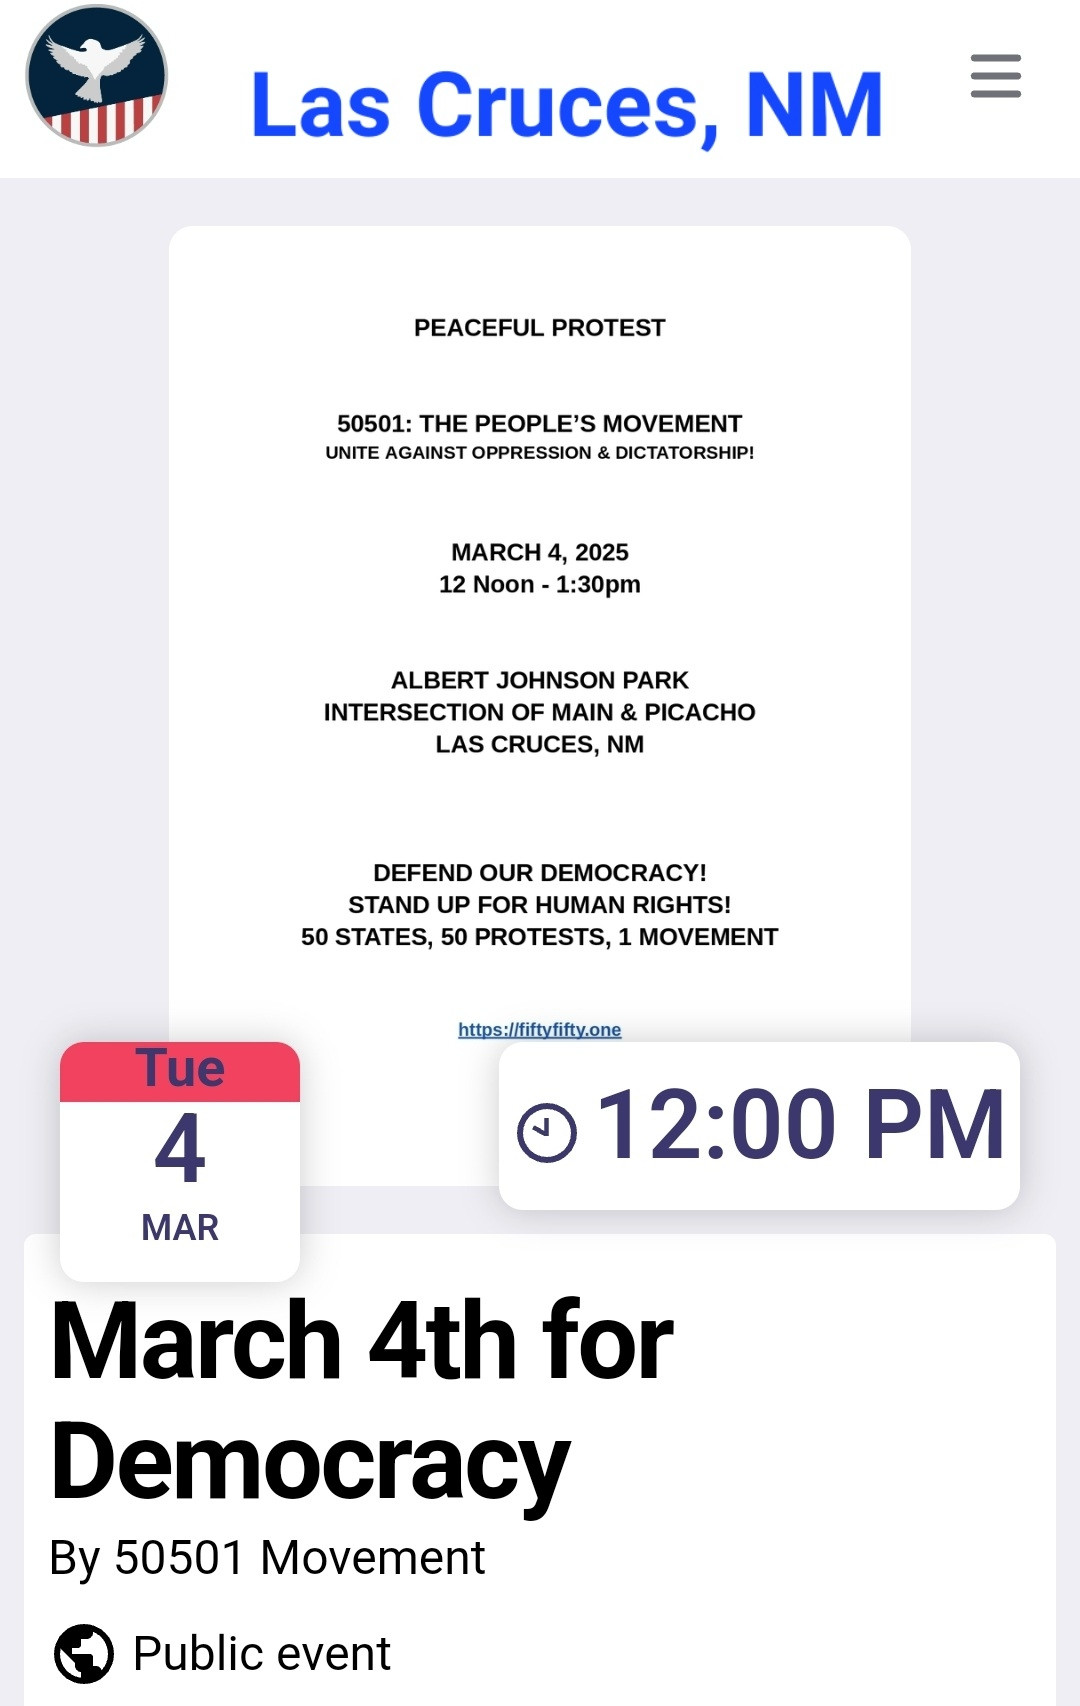 Las Cruces, NM
PEACEFUL PROTEST
50501: THE PEOPLE’S MOVEMENT
UNITE AGAINST OPPRESSION & DICTATORSHIP!
MARCH 4, 2025
12 Noon - 1:30pm
ALBERT JOHNSON PARK
INTERSECTION OF MAIN & PICACHO
LAS CRUCES, NM
DEFEND OUR DEMOCRACY!
STAND UP FOR HUMAN RIGHTS!
50 STATES, 50 PROTESTS, 1 MOVEMENT
https://fiftyfifty.one
Tue
4
MAR
12:00 PM
March 4th for
Democracy
By 50501 Movement
Public event